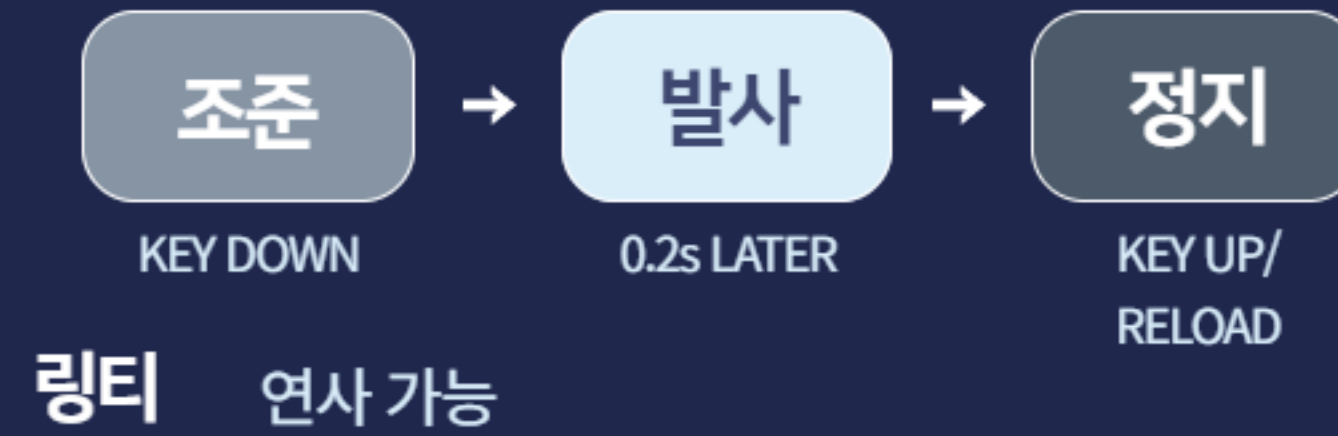 조준 → 발사 → 정지
KEY DOWN 0.2s LATER KEY UP/
RELOAD
링티 연사 가능